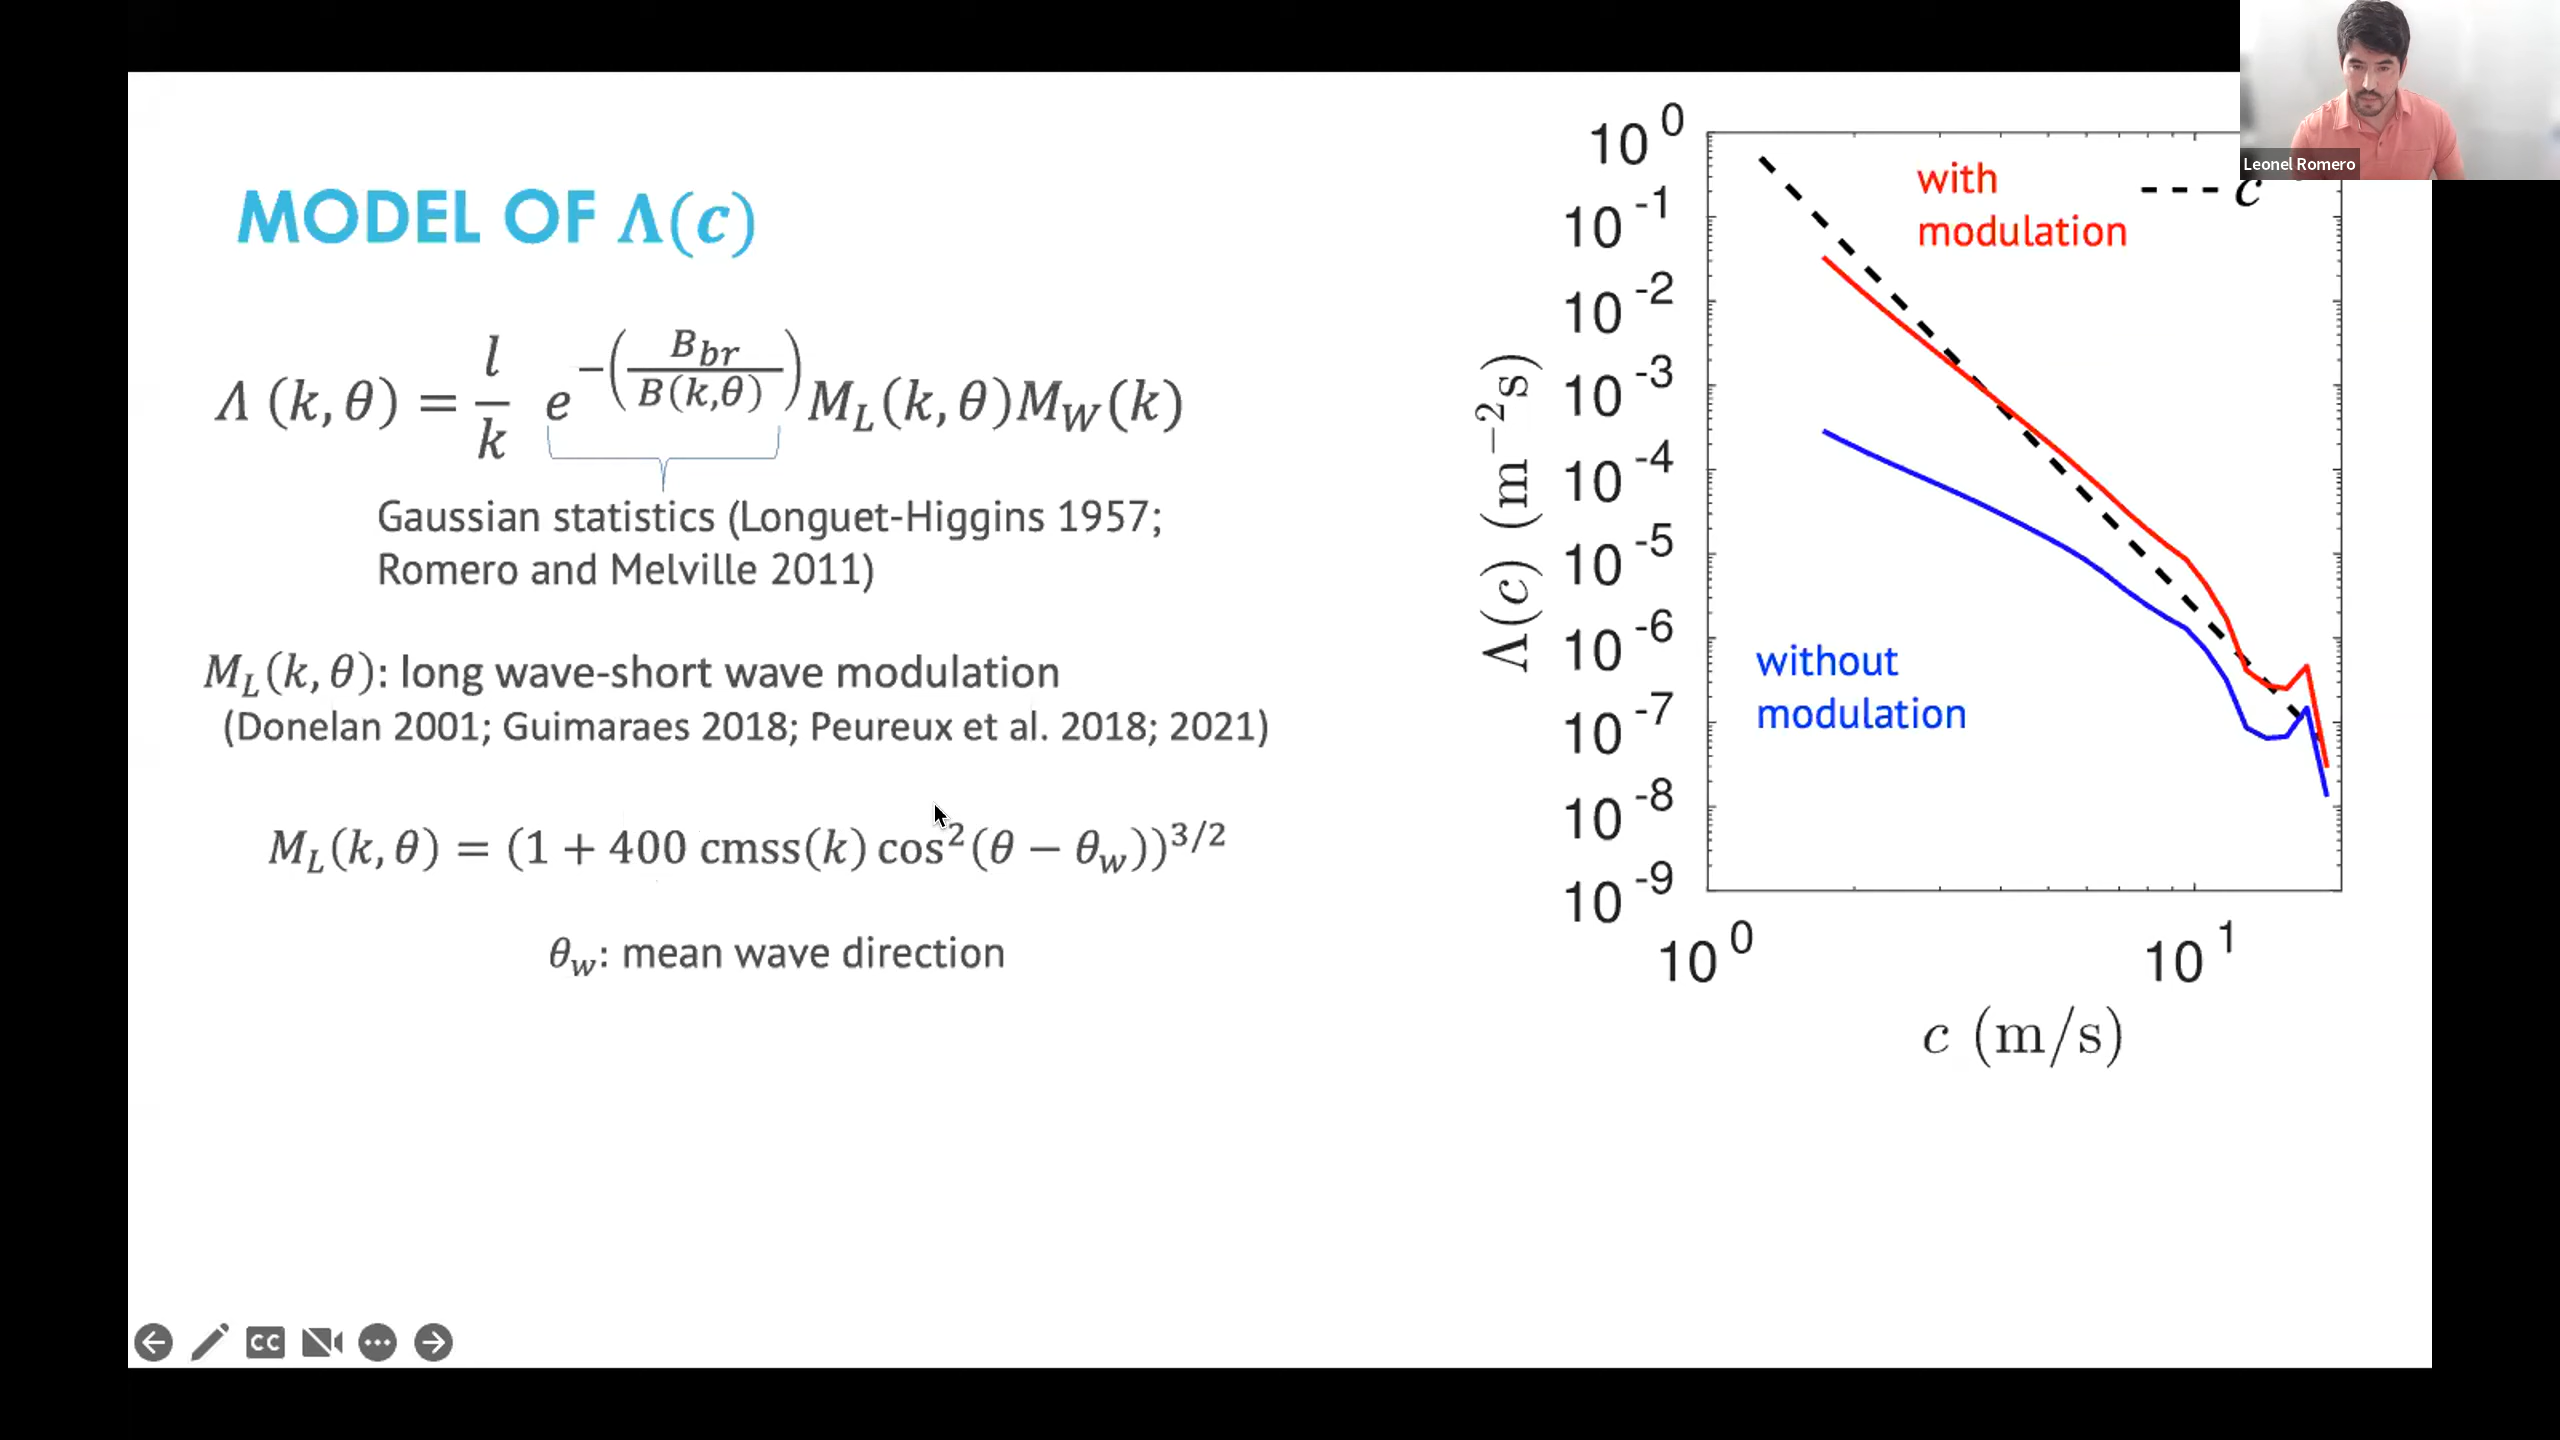 MODEL OF Λ(c)
Λ (k, θ) = l/k e^−(B_br/B(k,θ)) M_L(k, θ)M_W(k)
Gaussian statistics (Longuet-Higgins 1957;
Romero and Melville 2011)
M_L(k, θ): long wave-short wave modulation
(Donelan 2001; Guimaraes 2018; Peureux et al. 2018; 2021)
M_L(k, θ) = (1 + 400 cmss(k) cos²(θ − θ_w))^3/2
θ_w: mean wave direction
CC
Λ(c) (m⁻²s)
10^0
10^-1
10^-2
10^-3
10^-4
10^-5
10^-6
10^-7
10^-8
10^-9
with
modulation
c
without
modulation
10^0
10^1
c (m/s)
Leonel Romero